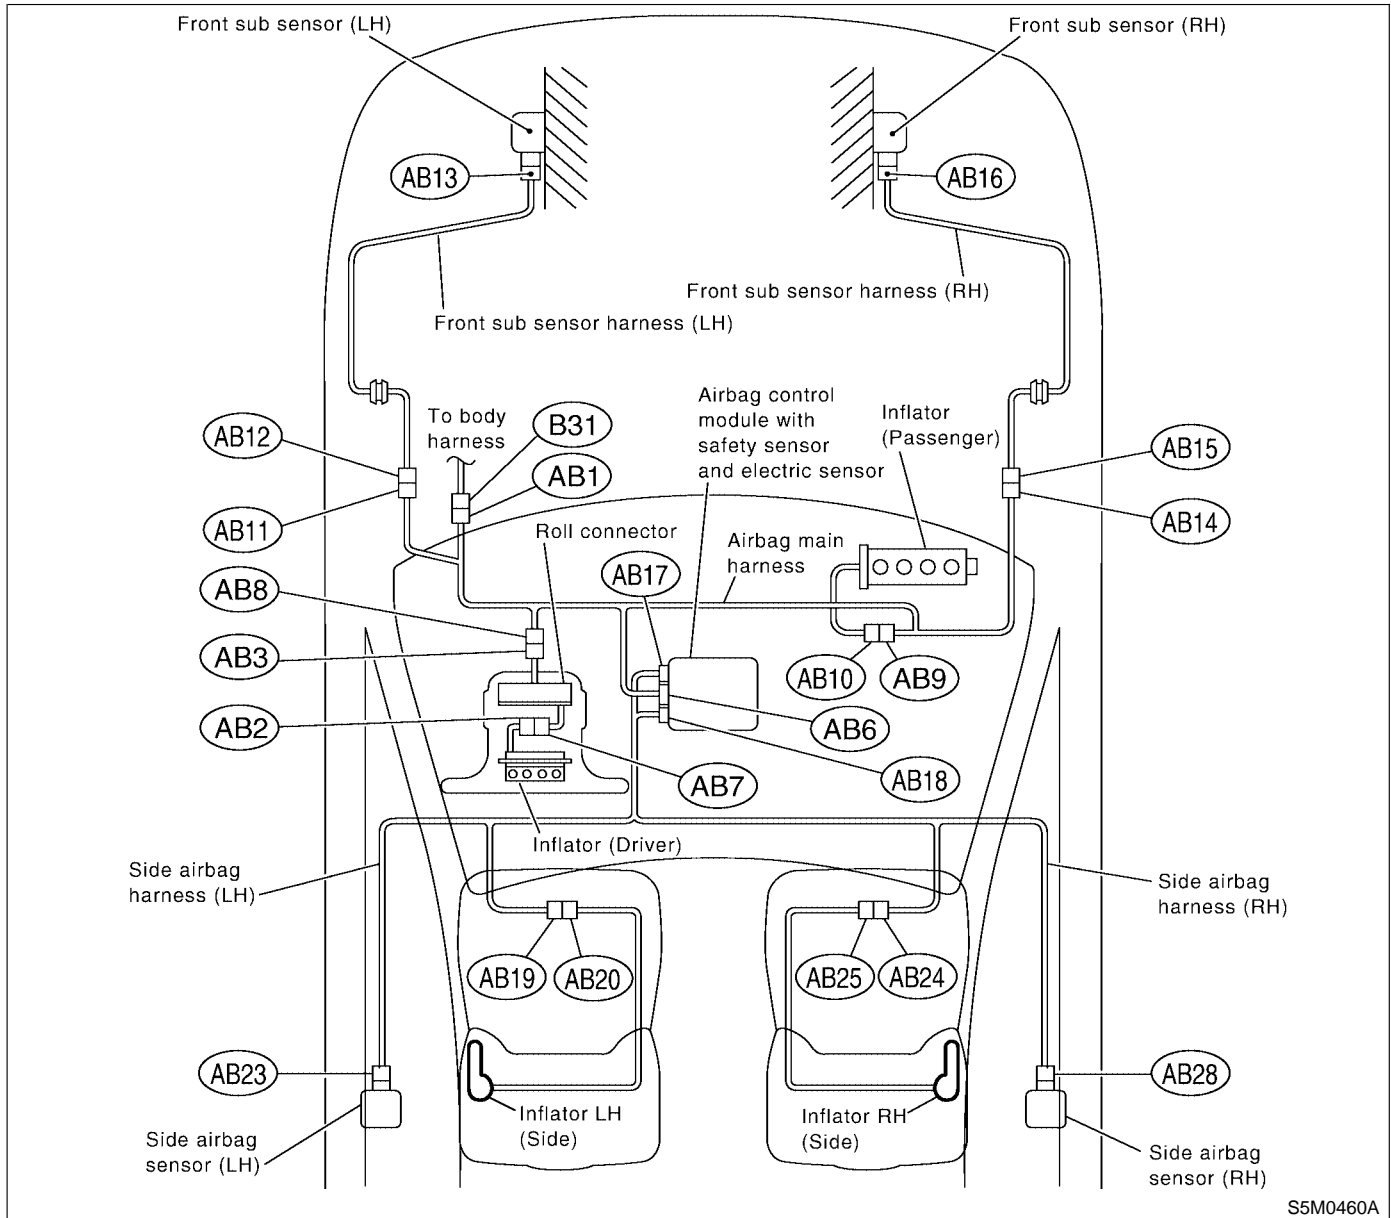 Front sub sensor (LH)
Front sub sensor (RH)
AB13
AB16
Front sub sensor harness (RH)
Front sub sensor harness (LH)
Airbag control
module with
safety sensor
and electric sensor
Inflator
(Passenger)
To body
harness
B31
AB12
AB1
AB15
AB11
AB14
Roll connector
Airbag main
harness
AB17
AB8
AB3
AB10
AB9
AB2
AB6
AB7
AB18
Inflator (Driver)
Side airbag
harness (LH)
Side airbag
harness (RH)
AB19
AB20
AB25
AB24
AB23
AB28
Inflator LH
(Side)
Inflator RH
(Side)
Side airbag
sensor (LH)
Side airbag
sensor (RH)
S5M0460A